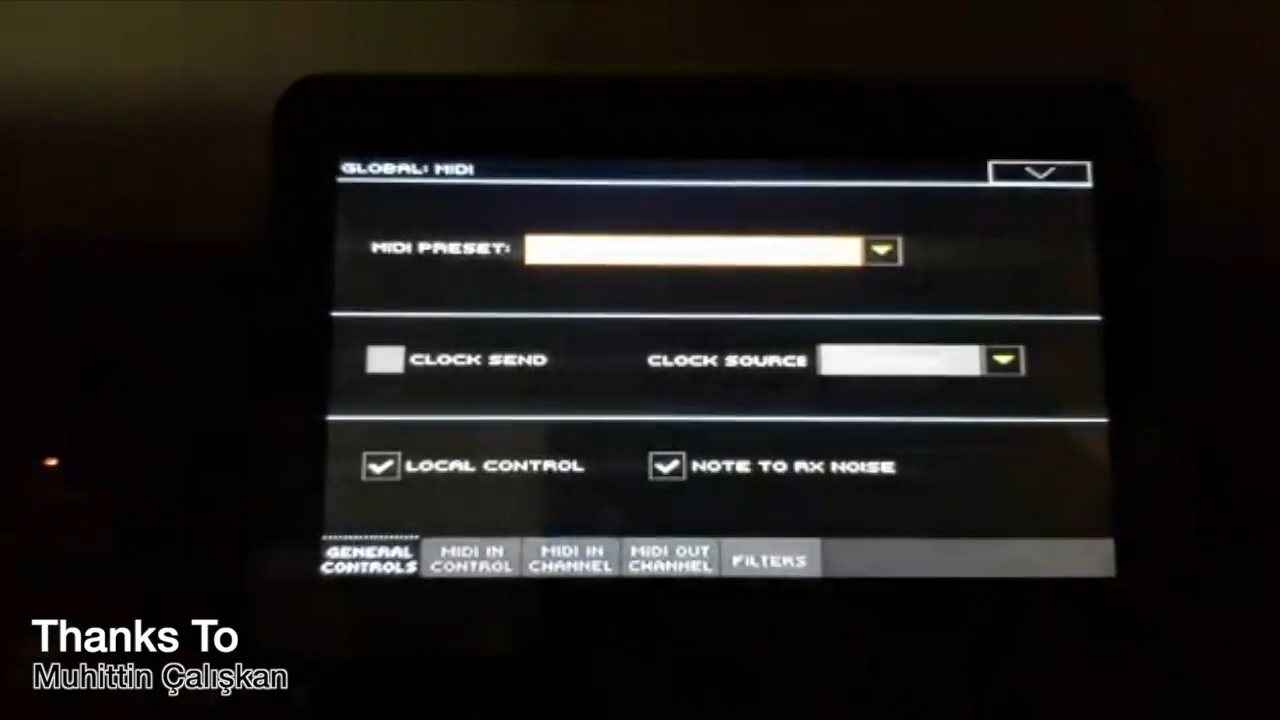 GLOBAL: MIDI
MIDI PRESET:
CLOCK SEND
CLOCK SOURCE
LOCAL CONTROL
NOTE TO RX NOISE
GENERAL CONTROLS
MIDI IN CONTROL
MIDI IN CHANNEL
MIDI OUT CHANNEL
FILTERS
Thanks To
Muhittin Çalışkan